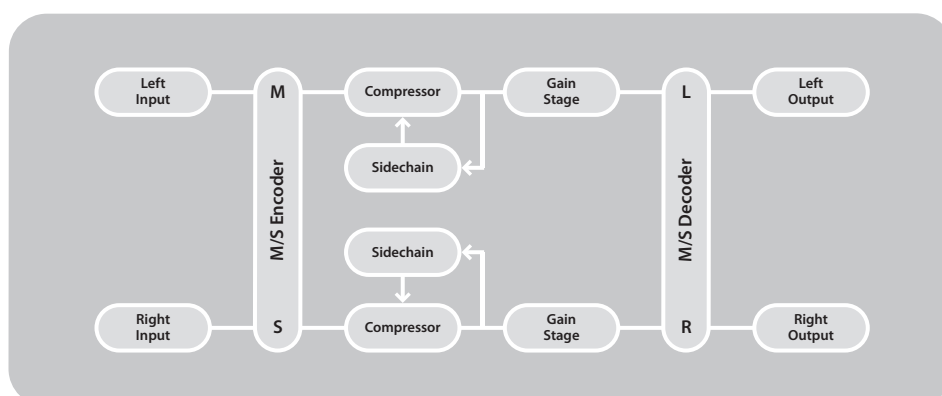 Left
Input
M
Compressor
Gain
Stage
L
Left
Output
Sidechain
M/S Encoder
M/S Decoder
Sidechain
Right
Input
S
Compressor
Gain
Stage
R
Right
Output